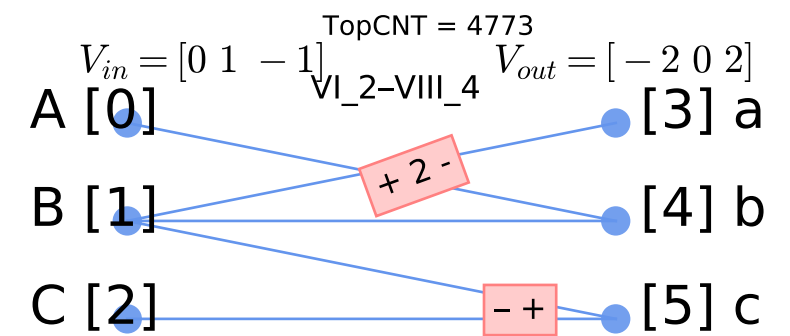 TopCNT = 4773
V_in = [0 1 −1] V_out = [−2 0 2]
VI_2–VIII_4
A [0] [3] a
+ 2 -
B [1] [4] b
C [2] – + [5] c